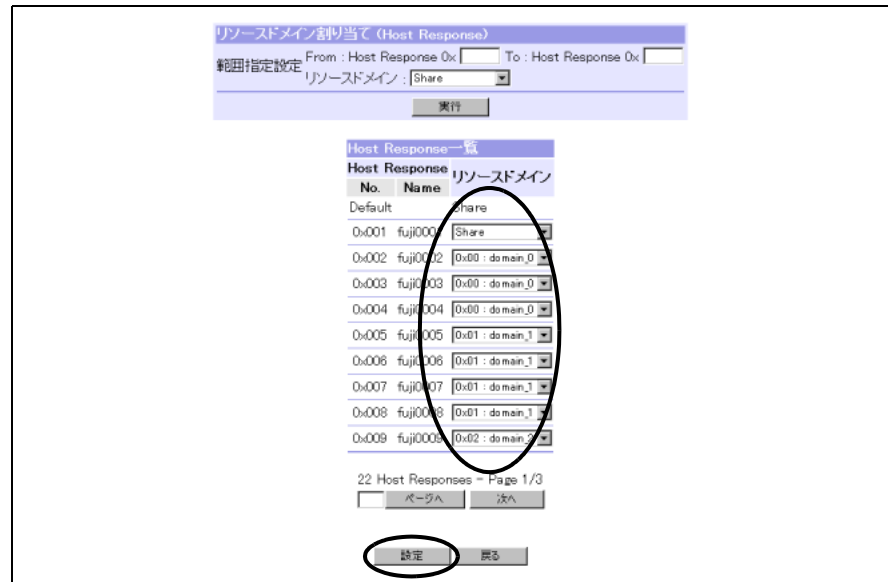 リソースドメイン割り当て (Host Response)
範囲指定設定 From : Host Response 0x To : Host Response 0x
リソースドメイン : Share
実行
Host Response一覧
Host Response リソースドメイン
No. Name
Default Share
0x001 fuji0001 Share
0x002 fuji0002 0x00 : domain_0
0x003 fuji0003 0x00 : domain_0
0x004 fuji0004 0x00 : domain_0
0x005 fuji0005 0x01 : domain_1
0x006 fuji0006 0x01 : domain_1
0x007 fuji0007 0x01 : domain_1
0x008 fuji0008 0x01 : domain_1
0x009 fuji0009 0x02 : domain_2
22 Host Responses - Page 1/3
ページへ 次へ
設定 戻る